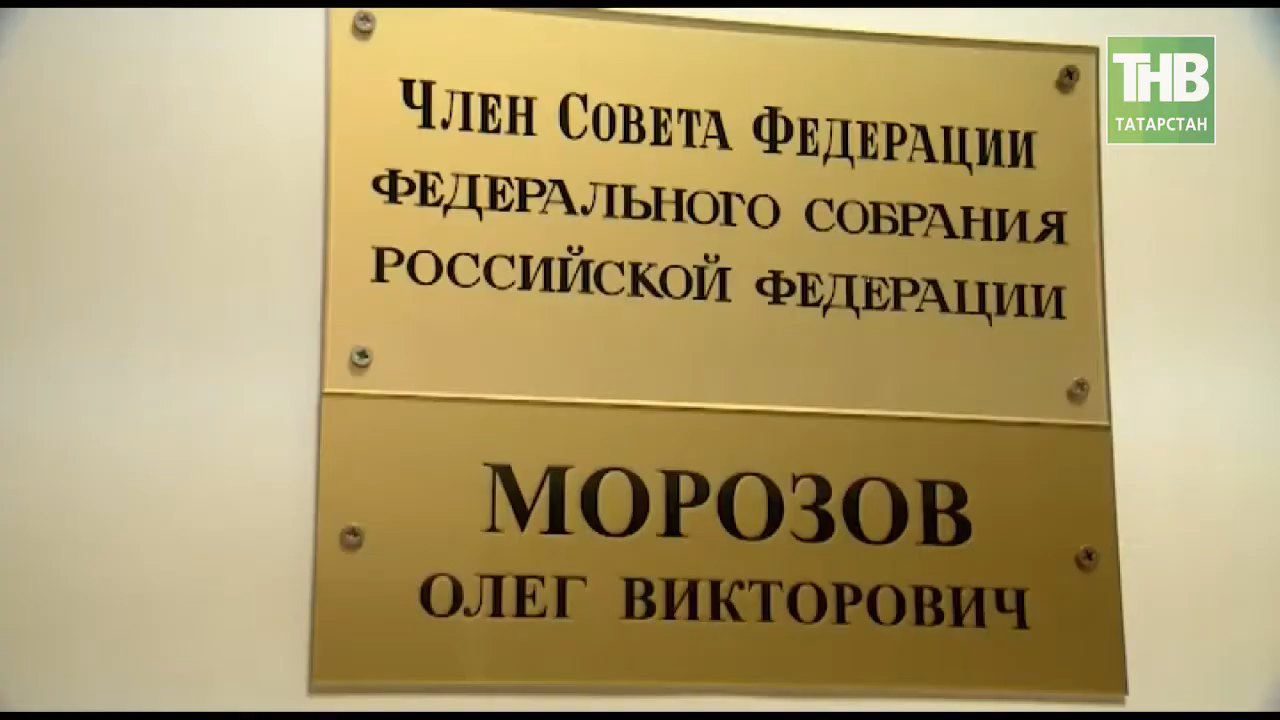 ЧЛЕН СОВЕТА ФЕДЕРАЦИИ
ФЕДЕРАЛЬНОГО СОБРАНИЯ
РОССИЙСКОЙ ФЕДЕРАЦИИ
МОРОЗОВ
ОЛЕГ ВИКТОРОВИЧ
ТНВ
ТАТАРСТАН